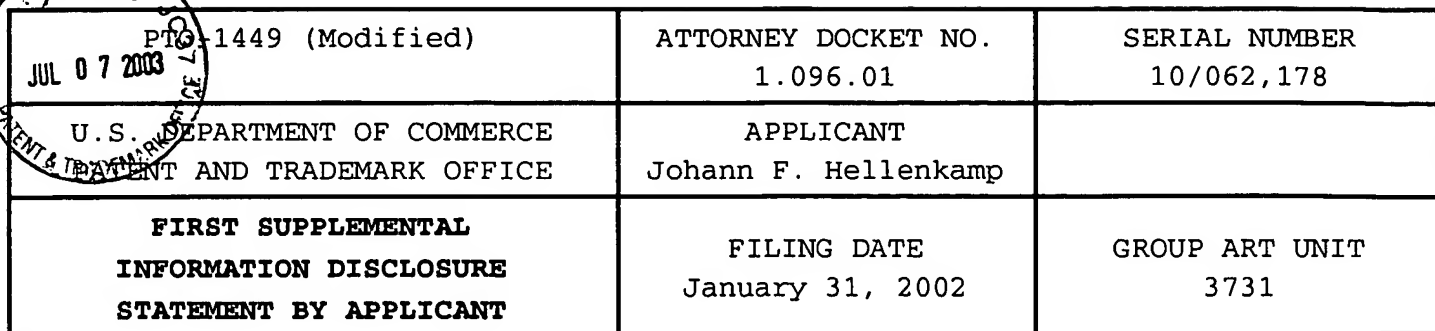 PTO-1449 (Modified)
ATTORNEY DOCKET NO.
1.096.01
SERIAL NUMBER
10/062,178
JUL 07 2003
U.S. DEPARTMENT OF COMMERCE
PATENT AND TRADEMARK OFFICE
APPLICANT
Johann F. Hellenkamp
FIRST SUPPLEMENTAL
INFORMATION DISCLOSURE
STATEMENT BY APPLICANT
FILING DATE
January 31, 2002
GROUP ART UNIT
3731